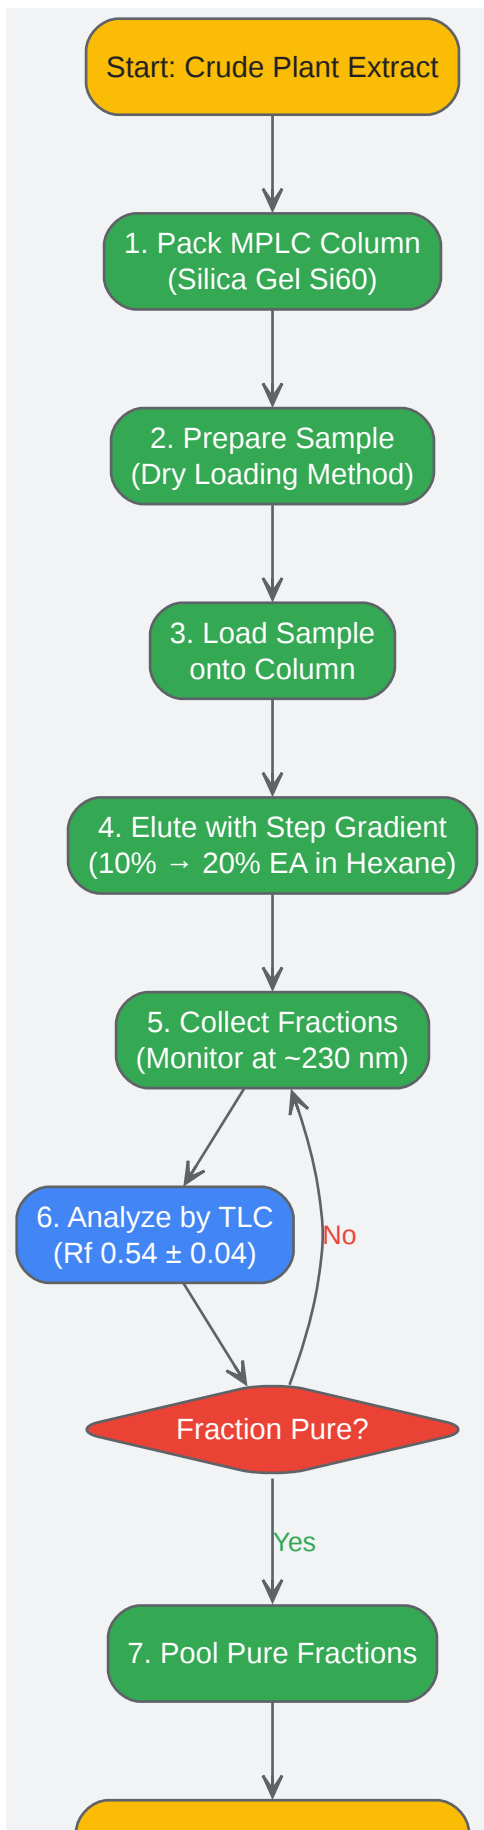 Start: Crude Plant Extract
1. Pack MPLC Column
(Silica Gel Si60)
2. Prepare Sample
(Dry Loading Method)
3. Load Sample
onto Column
4. Elute with Step Gradient
(10% → 20% EA in Hexane)
5. Collect Fractions
(Monitor at ~230 nm)
6. Analyze by TLC
(Rf 0.54 ± 0.04)
No
Fraction Pure?
Yes
7. Pool Pure Fractions